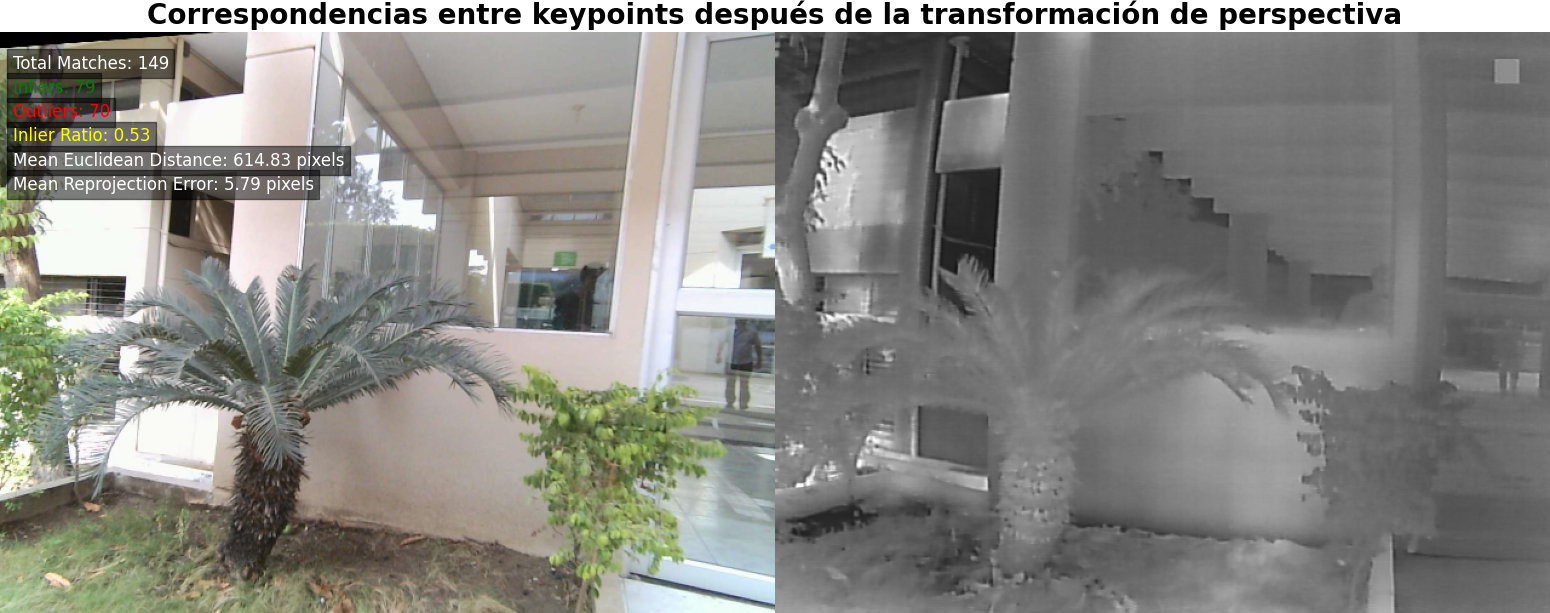 Correspondencias entre keypoints después de la transformación de perspectiva
Total Matches: 149
Inliers: 79
Outliers: 70
Inlier Ratio: 0.53
Mean Euclidean Distance: 614.83 pixels
Mean Reprojection Error: 5.79 pixels